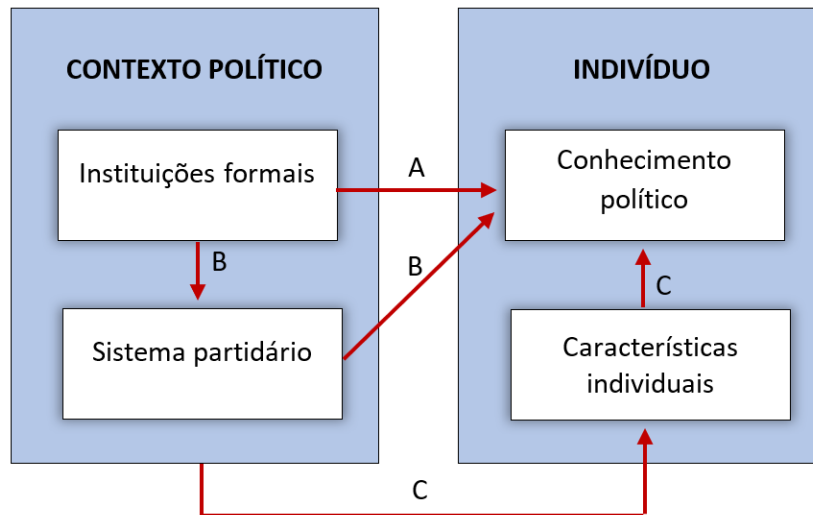 CONTEXTO POLÍTICO
Instituições formais
B
Sistema partidário
A
B
C
INDIVÍDUO
Conhecimento
político
C
Características
individuais